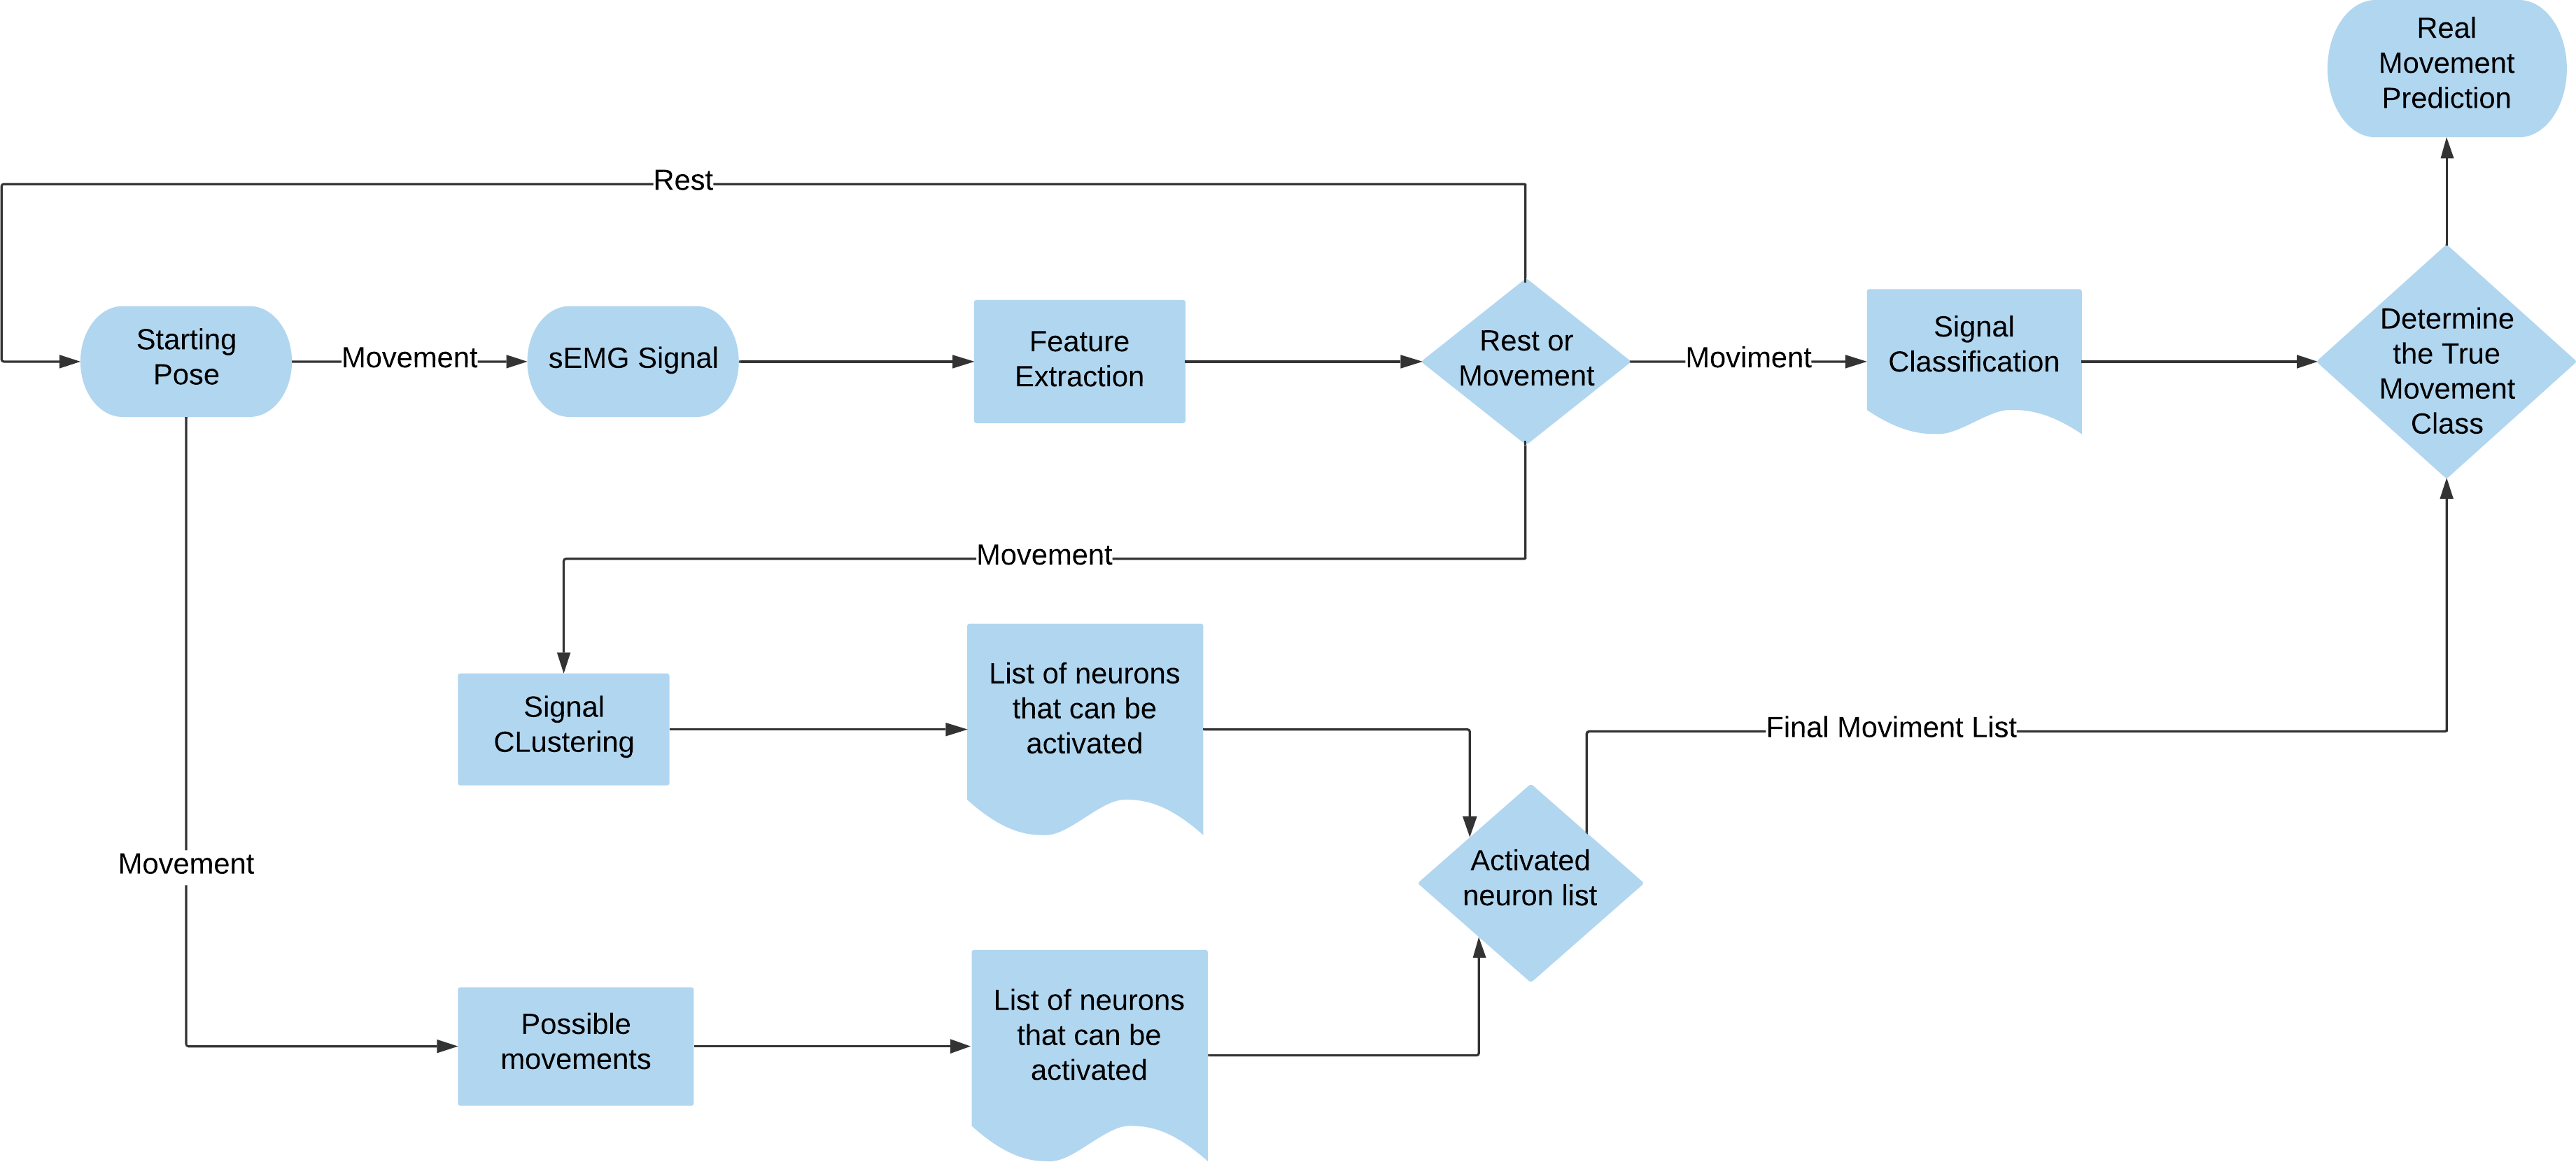 Real
Movement
Prediction
Rest
Starting
Pose
Movement
sEMG Signal
Feature
Extraction
Rest or
Movement
Moviment
Signal
Classification
Determine
the True
Movement
Class
Movement
Signal
CLustering
List of neurons
that can be
activated
Final Moviment List
Activated
neuron list
Movement
Possible
movements
List of neurons
that can be
activated